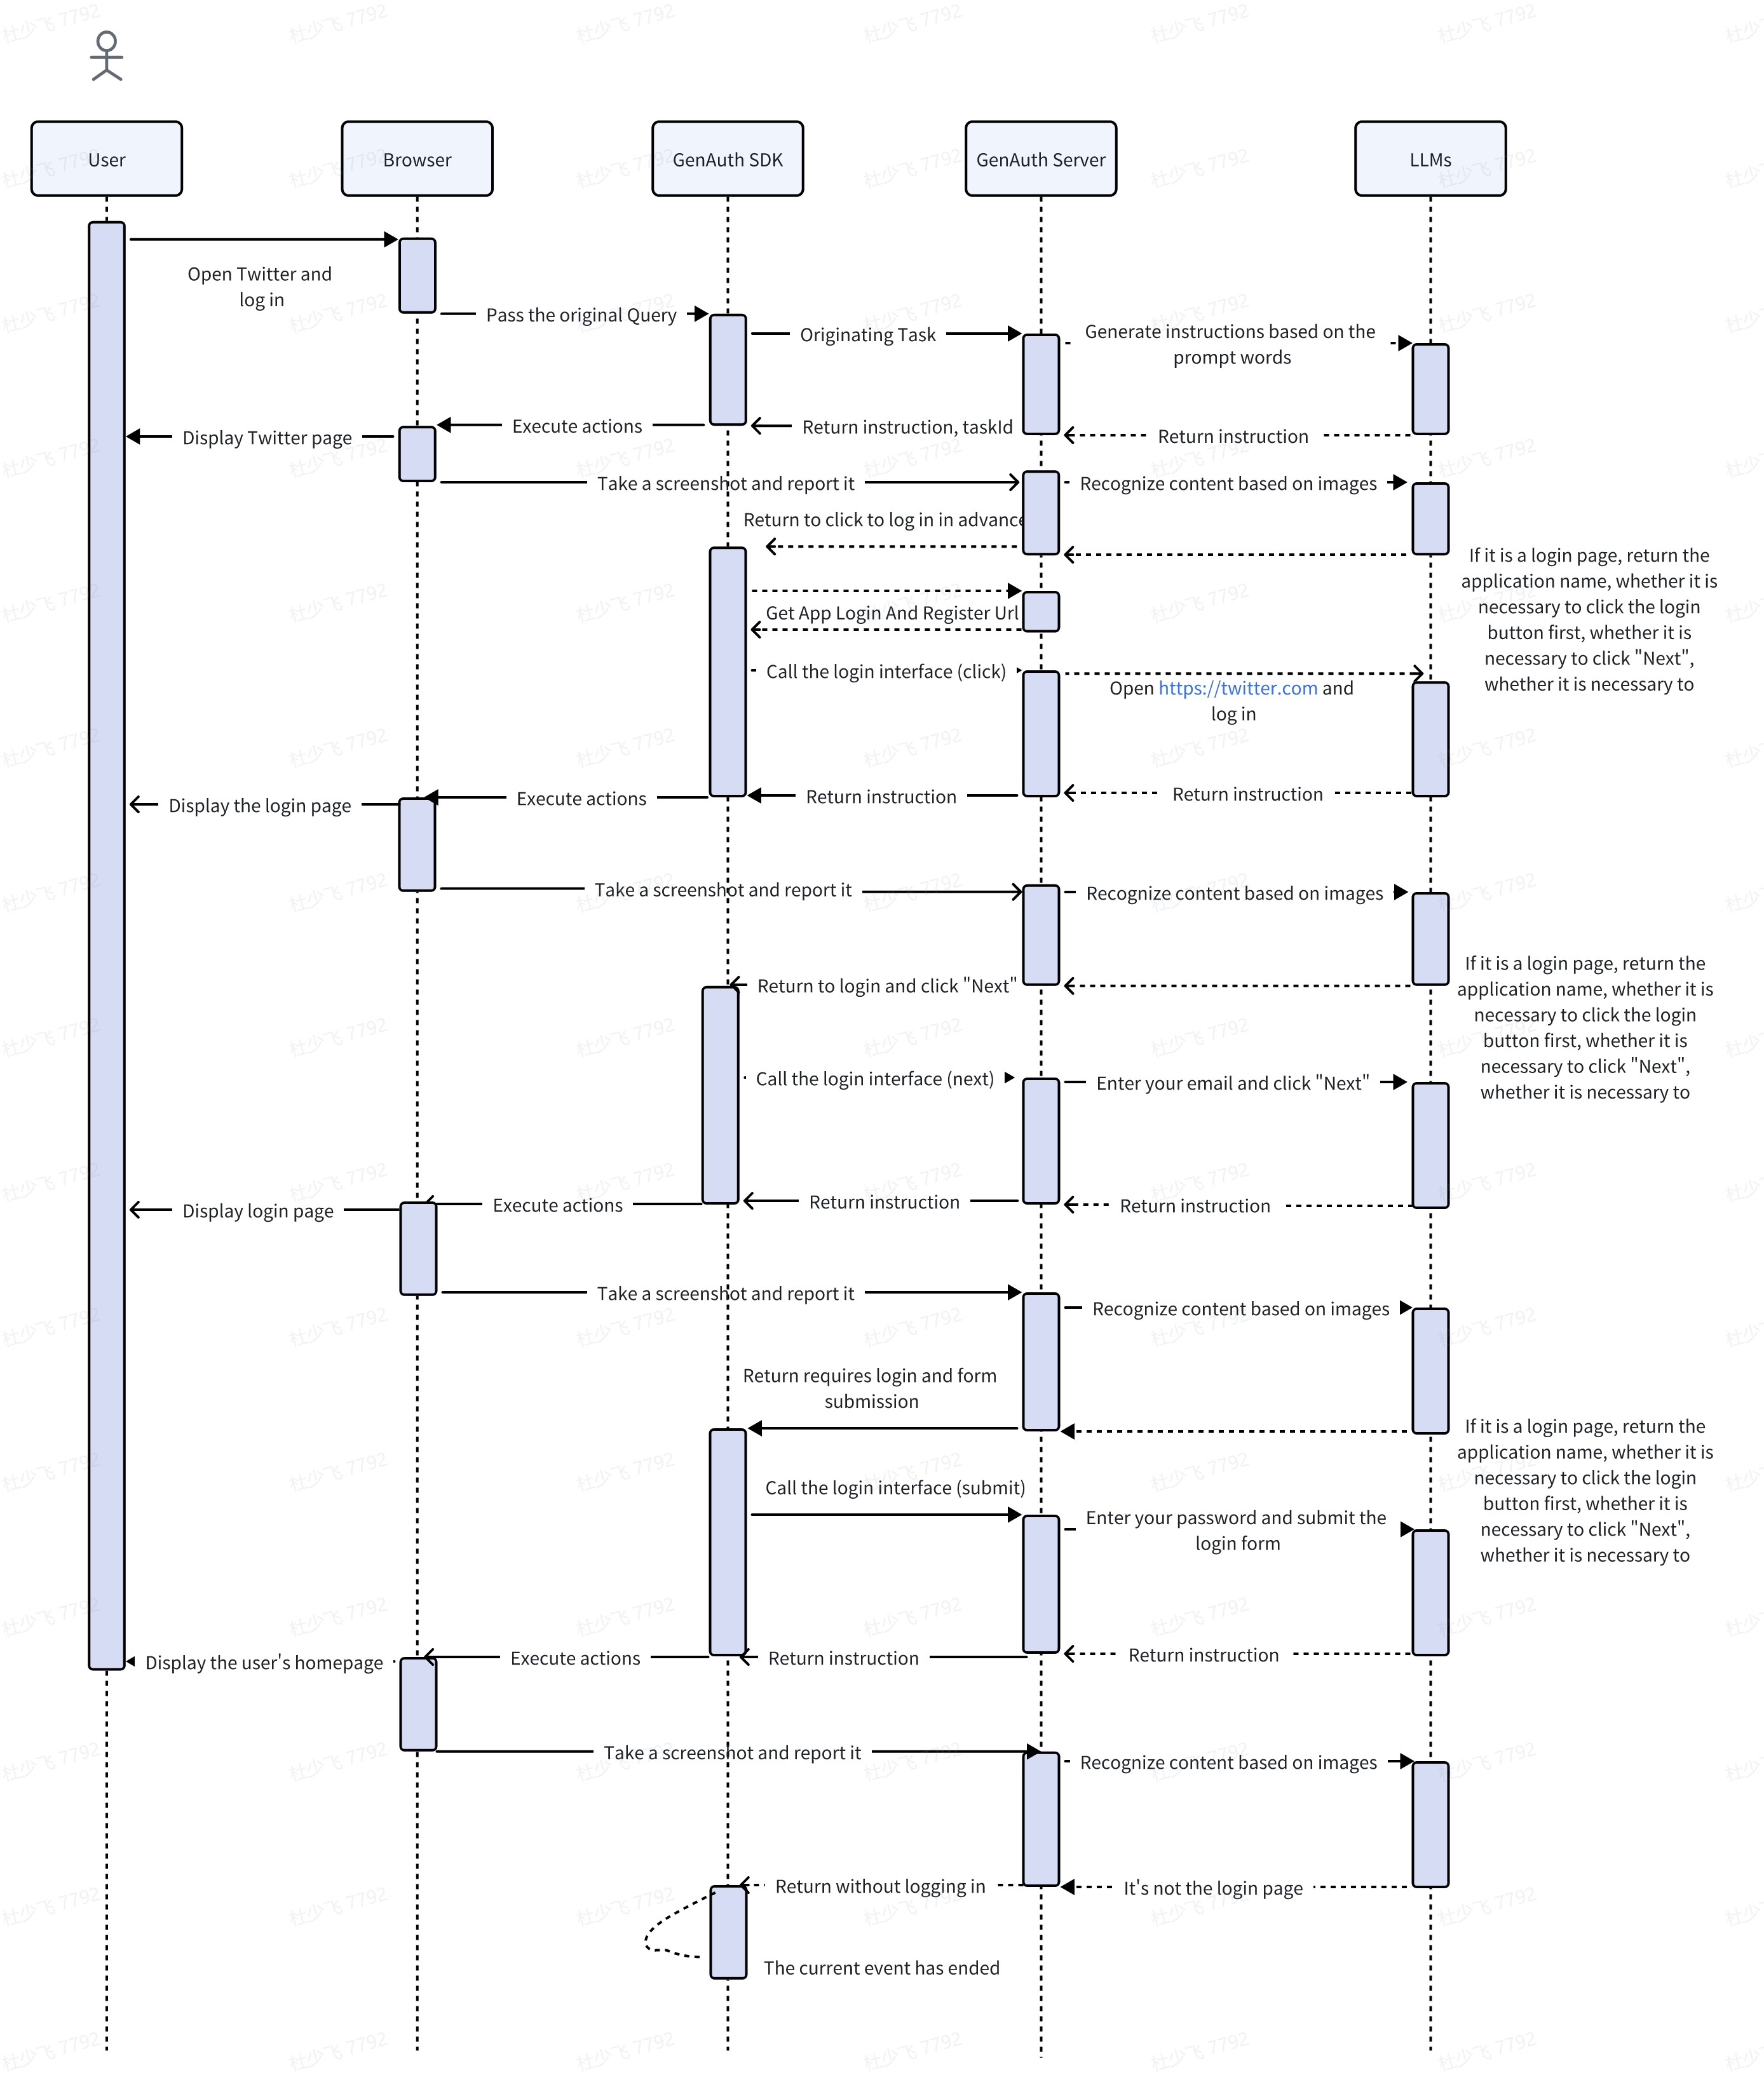 User
Browser
GenAuth SDK
GenAuth Server
LLMs
Open Twitter and
log in
Pass the original Query
Originating Task
Generate instructions based on the
prompt words
Display Twitter page
Execute actions
Return instruction, taskId
Return instruction
Take a screenshot and report it
Recognize content based on images
Return to click to log in in advance
If it is a login page, return the
application name, whether it is
necessary to click the login
button first, whether it is
necessary to click "Next",
whether it is necessary to
Get App Login And Register Url
Call the login interface (click)
Open https://twitter.com and
log in
Display the login page
Execute actions
Return instruction
Return instruction
Take a screenshot and report it
Recognize content based on images
Return to login and click "Next"
If it is a login page, return the
application name, whether it is
necessary to click the login
button first, whether it is
necessary to click "Next",
whether it is necessary to
Call the login interface (next)
Enter your email and click "Next"
Display login page
Execute actions
Return instruction
Return instruction
Take a screenshot and report it
Recognize content based on images
Return requires login and form
submission
If it is a login page, return the
application name, whether it is
necessary to click the login
button first, whether it is
necessary to click "Next",
whether it is necessary to
Call the login interface (submit)
Enter your password and submit the
login form
Display the user's homepage
Execute actions
Return instruction
Return instruction
Take a screenshot and report it
Recognize content based on images
Return without logging in
It's not the login page
The current event has ended
杜少飞 7792